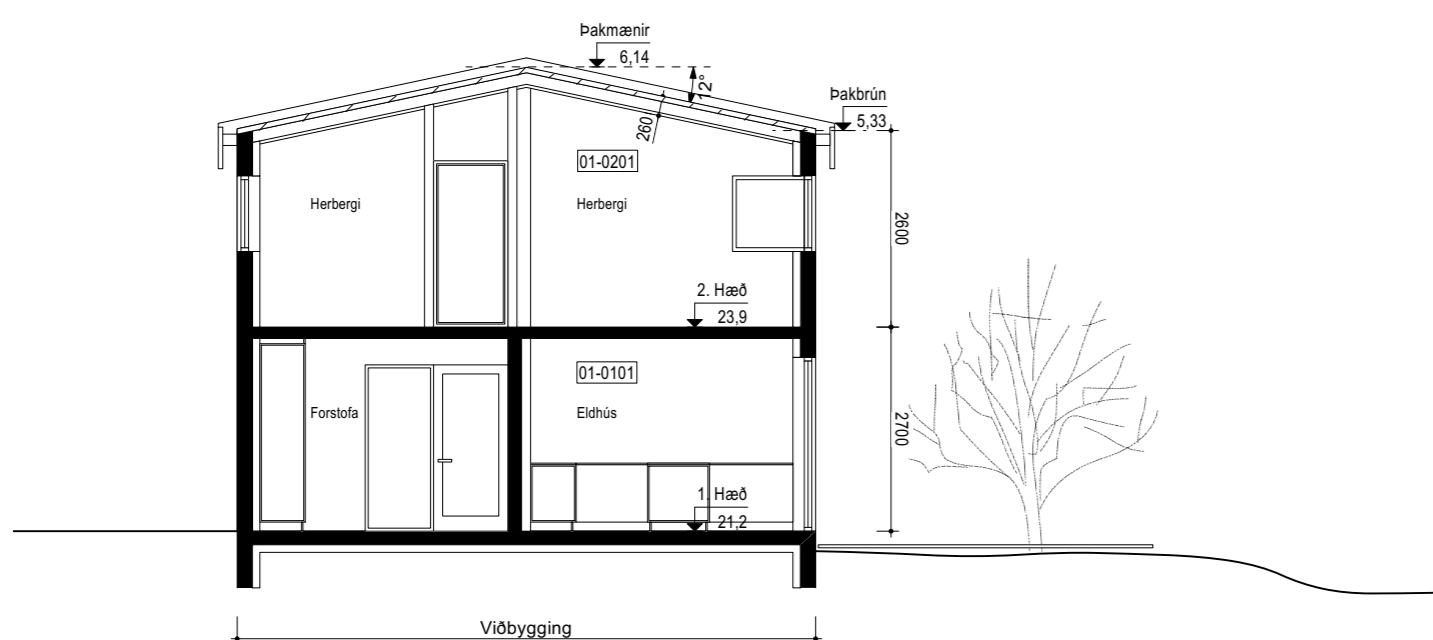 Þakmænir
6,14
12°
Þakbrún
5,33
260
01-0201
Herbergi
Herbergi
2600
2. Hæð
23,9
01-0101
Forstofa
Eldhús
2700
1. Hæð
21,2
Viðbygging